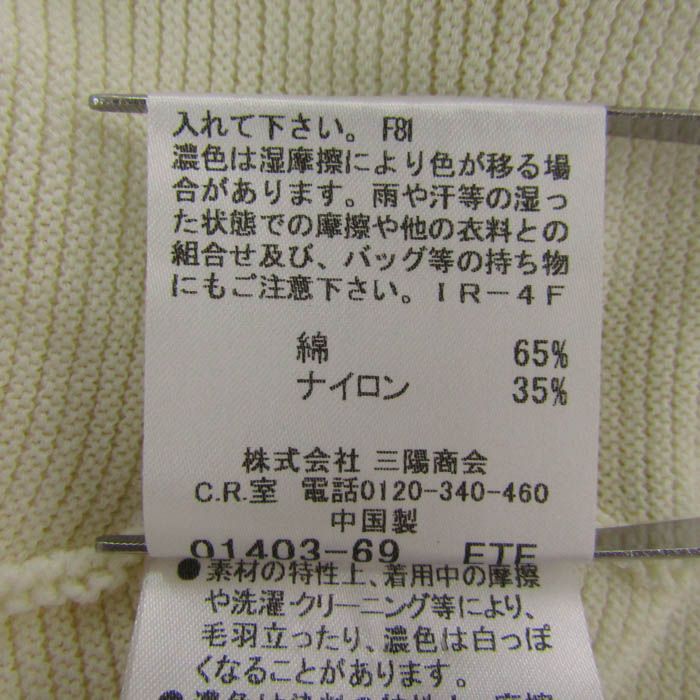 入れて下さい。 F81
濃色は湿摩擦により色が移る場
合があります。雨や汗等の湿っ
た状態での摩擦や他の衣料との
組合せ及び、バッグ等の持ち物
にもご注意下さい。IR-4F
綿 65%
ナイロン 35%
株式会社 三陽商会
C.R.室 電話0120-340-460
中国製
01403-69 ETE
●素材の特性上、着用中の摩擦
や洗濯・クリーニング等により、
毛羽立ったり、濃色は白っぽ
くなることがあります。